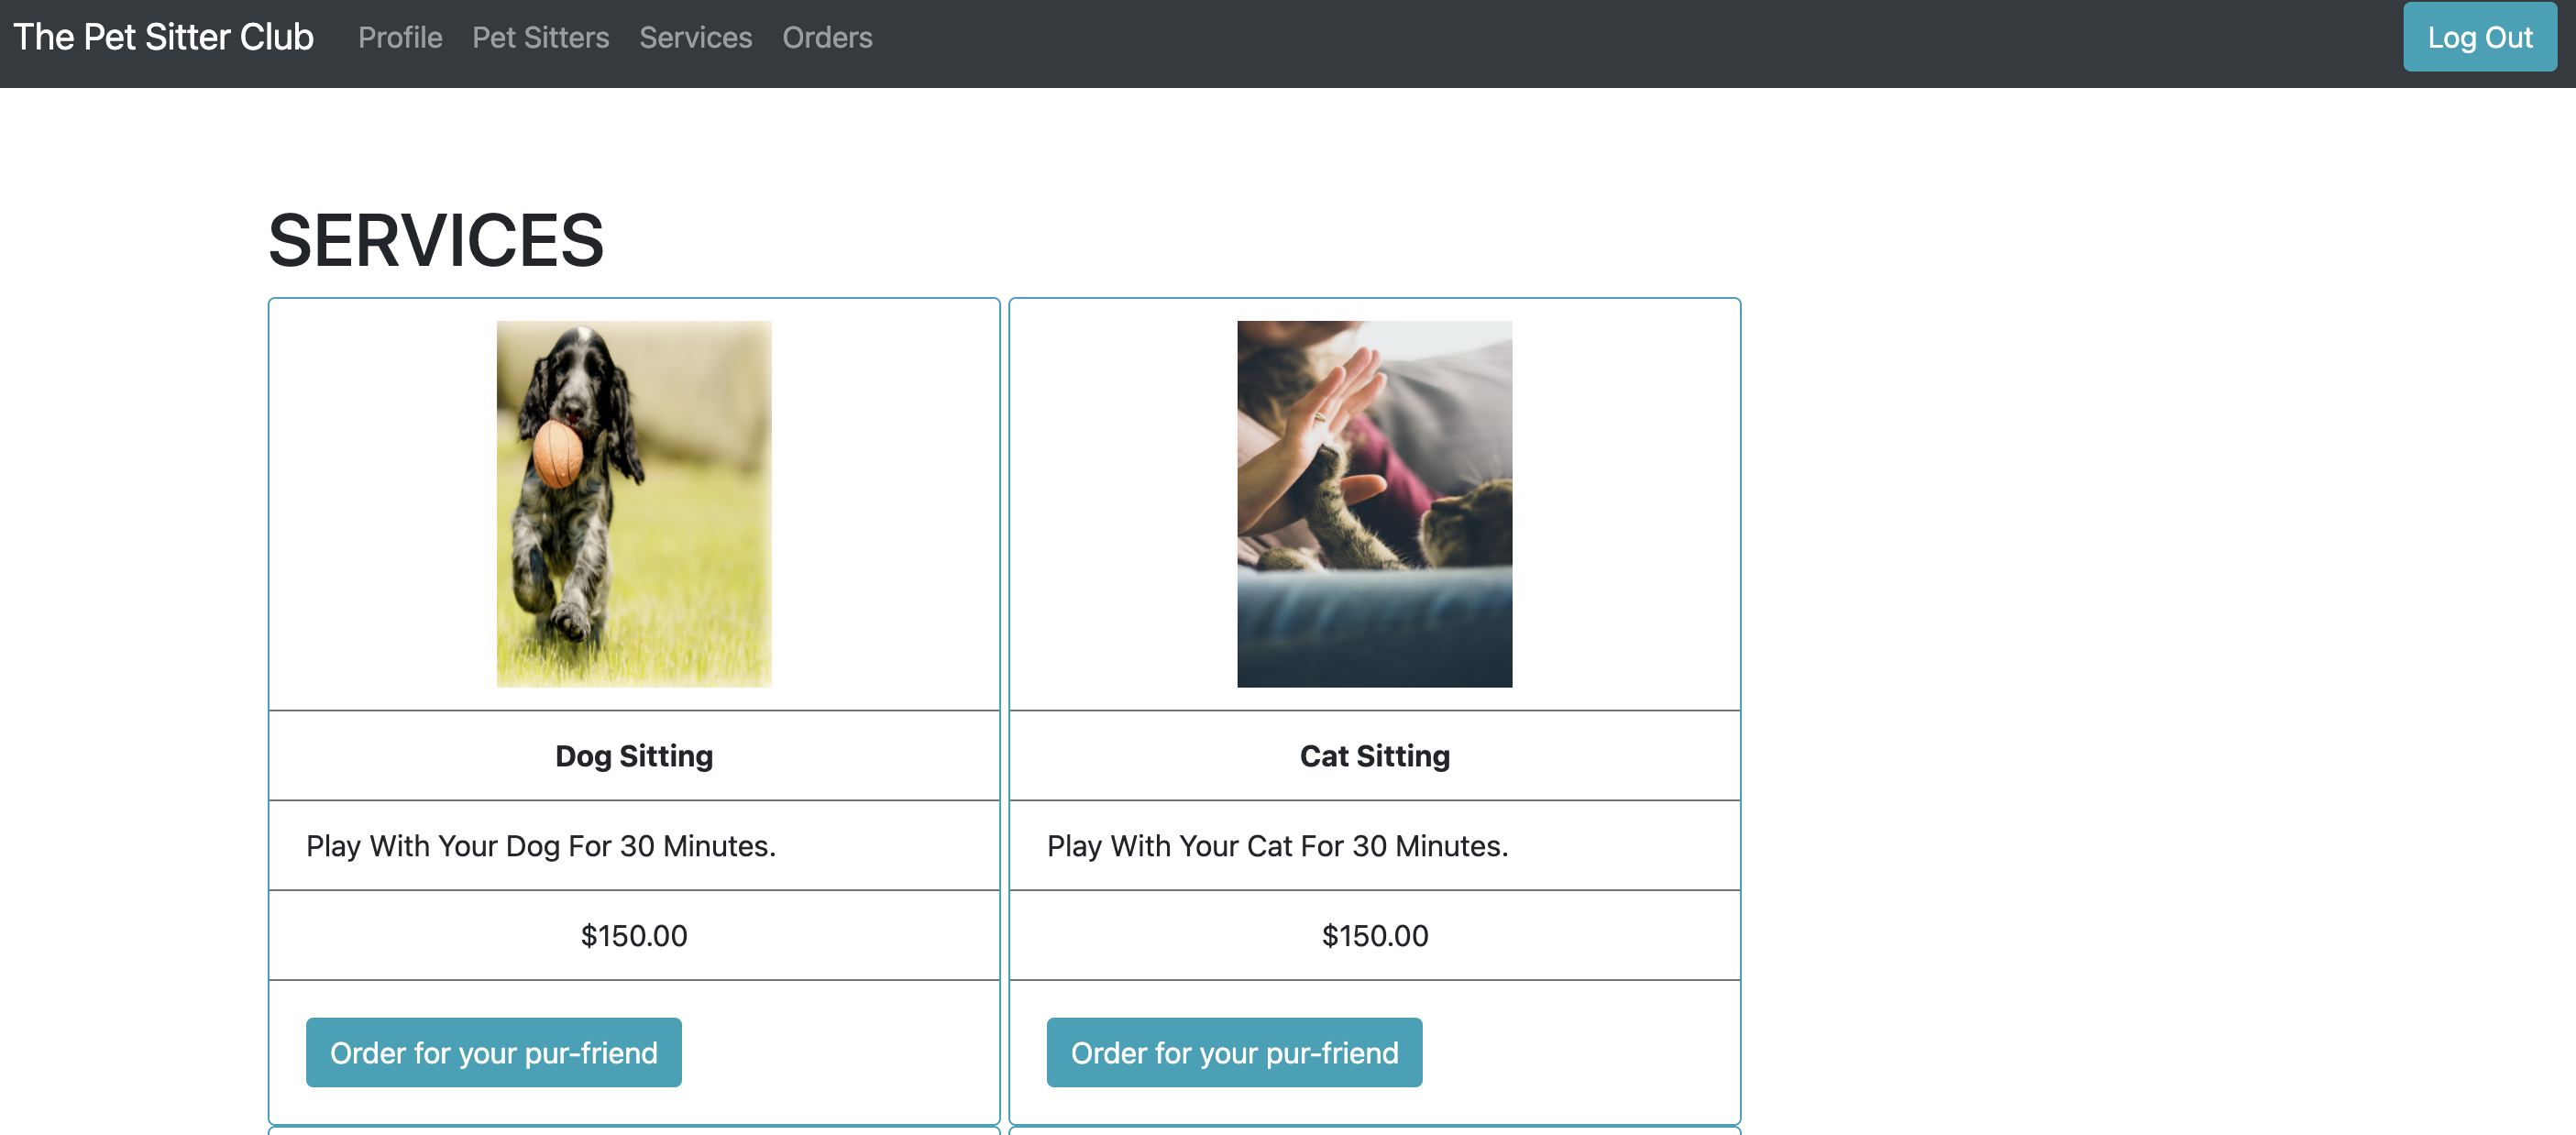 The Pet Sitter Club Profile Pet Sitters Services Orders Log Out
SERVICES
Dog Sitting
Play With Your Dog For 30 Minutes.
$150.00
Order for your pur-friend
Cat Sitting
Play With Your Cat For 30 Minutes.
$150.00
Order for your pur-friend